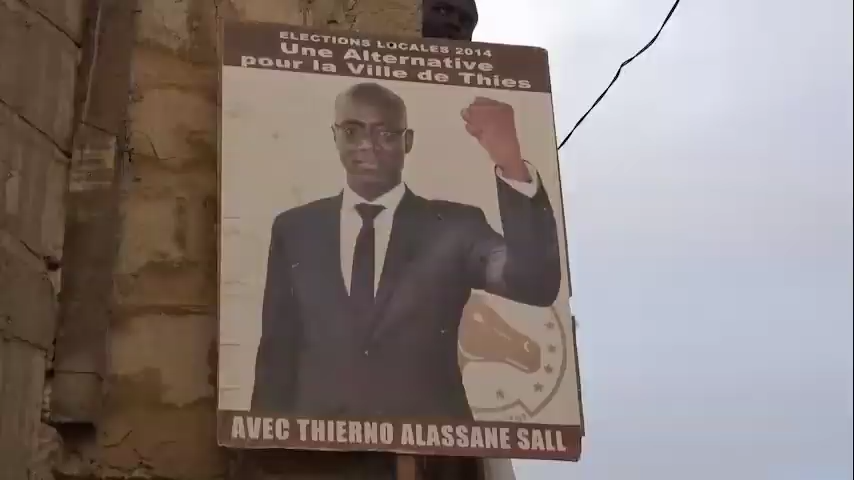 ELECTIONS LOCALES 2014
Une Alternative
pour la Ville de Thies
AVEC THIERNO ALASSANE SALL